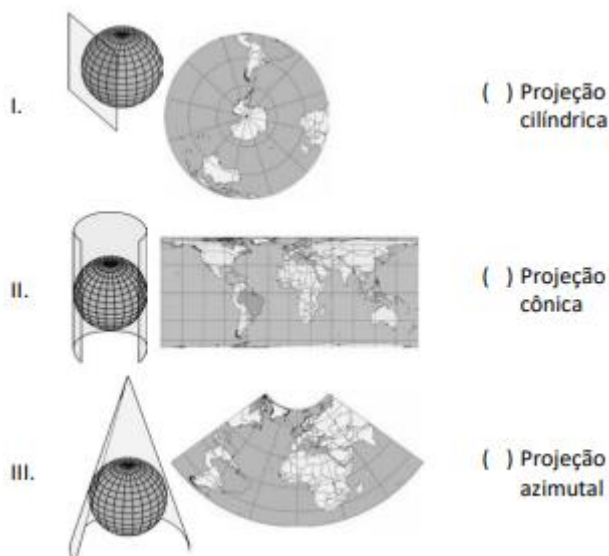 I.
( ) Projeção
cilíndrica
II.
( ) Projeção
cônica
III.
( ) Projeção
azimutal